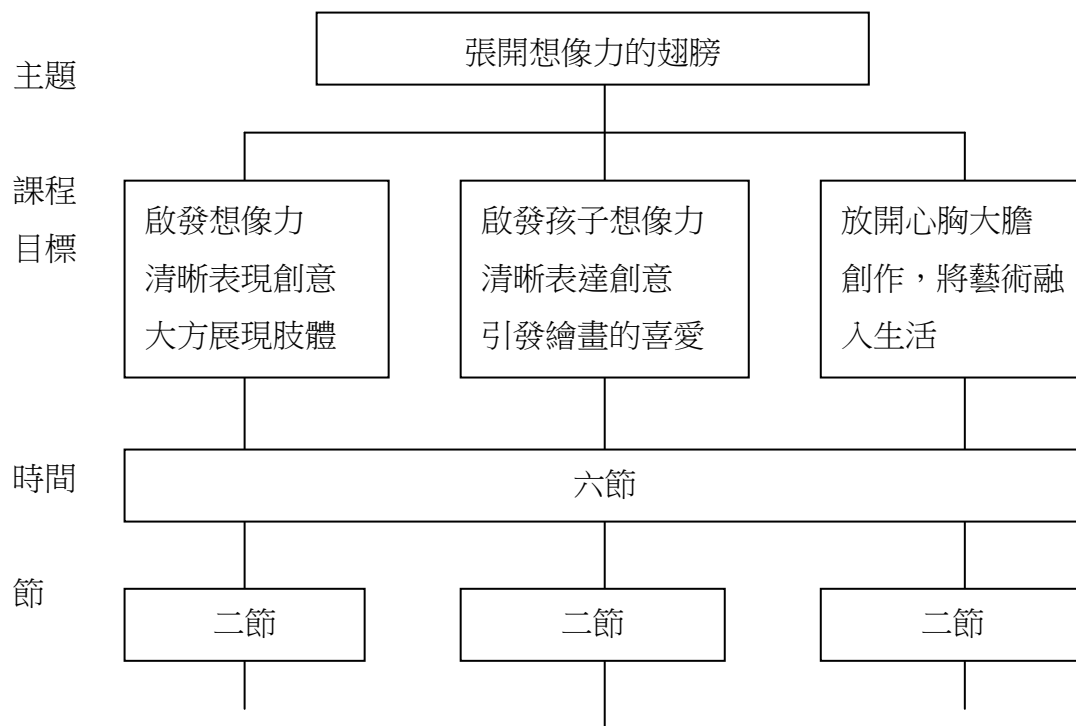 張開想像力的翅膀
主題
課程
目標
啟發想像力
清晰表現創意
大方展現肢體
啟發孩子想像力
清晰表達創意
引發繪畫的喜愛
放開心胸大膽
創作，將藝術融
入生活
時間
六節
節
二節
二節
二節